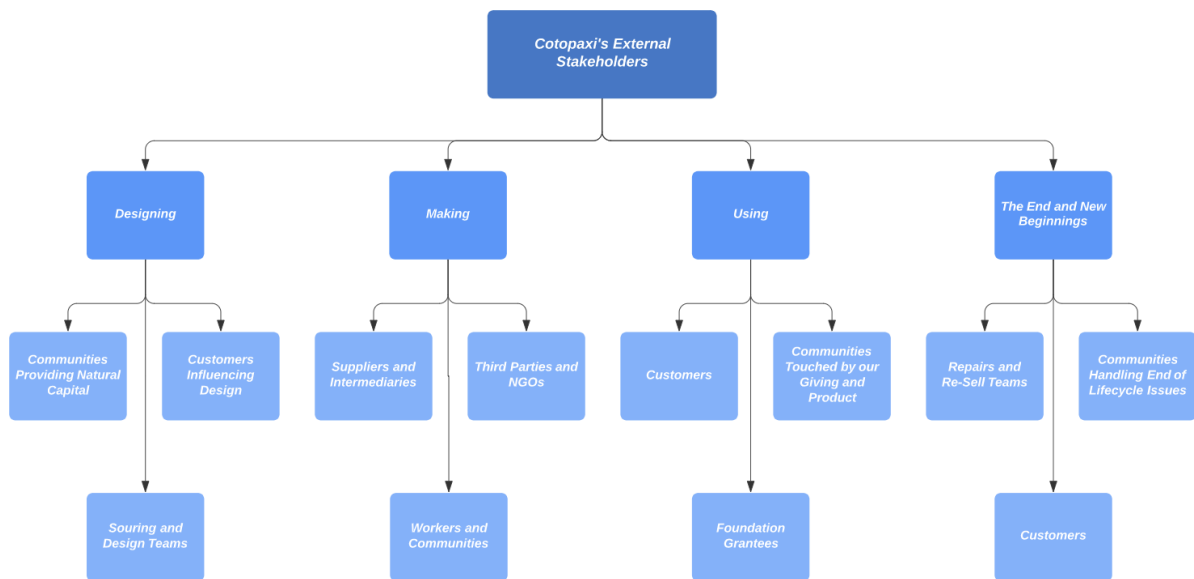 Cotopaxi's External
Stakeholders
Designing
Making
Using
The End and New
Beginnings
Communities
Providing Natural
Capital
Customers
Influencing
Design
Suppliers and
Intermediaries
Third Parties and
NGOs
Customers
Communities
Touched by our
Giving and
Product
Repairs and
Re-Sell Teams
Communities
Handling End of
Lifecycle Issues
Souring and
Design Teams
Workers and
Communities
Foundation
Grantees
Customers